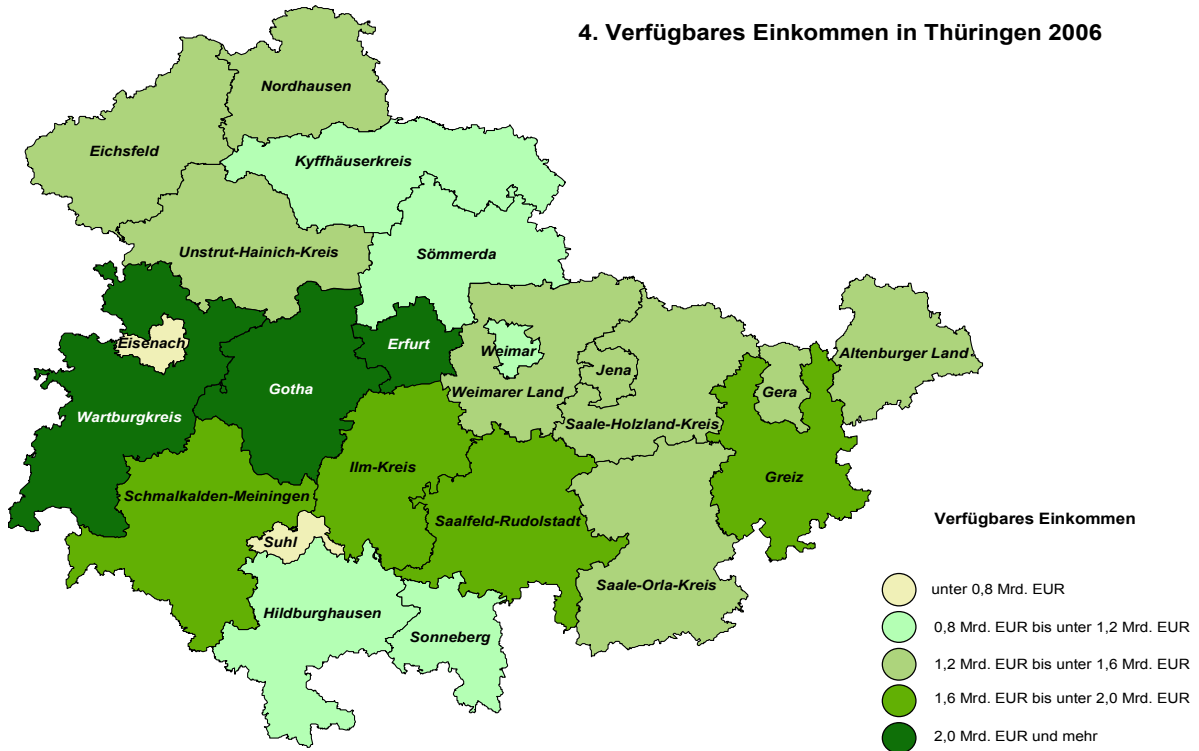 4. Verfügbares Einkommen in Thüringen 2006
Nordhausen
Eichsfeld
Kyffhäuserkreis
Unstrut-Hainich-Kreis
Sömmerda
Eisenach
Erfurt
Weimar
Altenburger Land
Jena
Gotha
Weimarer Land
Gera
Wartburgkreis
Saale-Holzland-Kreis
Ilm-Kreis
Greiz
Schmalkalden-Meiningen
Saalfeld-Rudolstadt
Suhl
Saale-Orla-Kreis
Hildburghausen
Sonneberg
Verfügbares Einkommen
unter 0,8 Mrd. EUR
0,8 Mrd. EUR bis unter 1,2 Mrd. EUR
1,2 Mrd. EUR bis unter 1,6 Mrd. EUR
1,6 Mrd. EUR bis unter 2,0 Mrd. EUR
2,0 Mrd. EUR und mehr